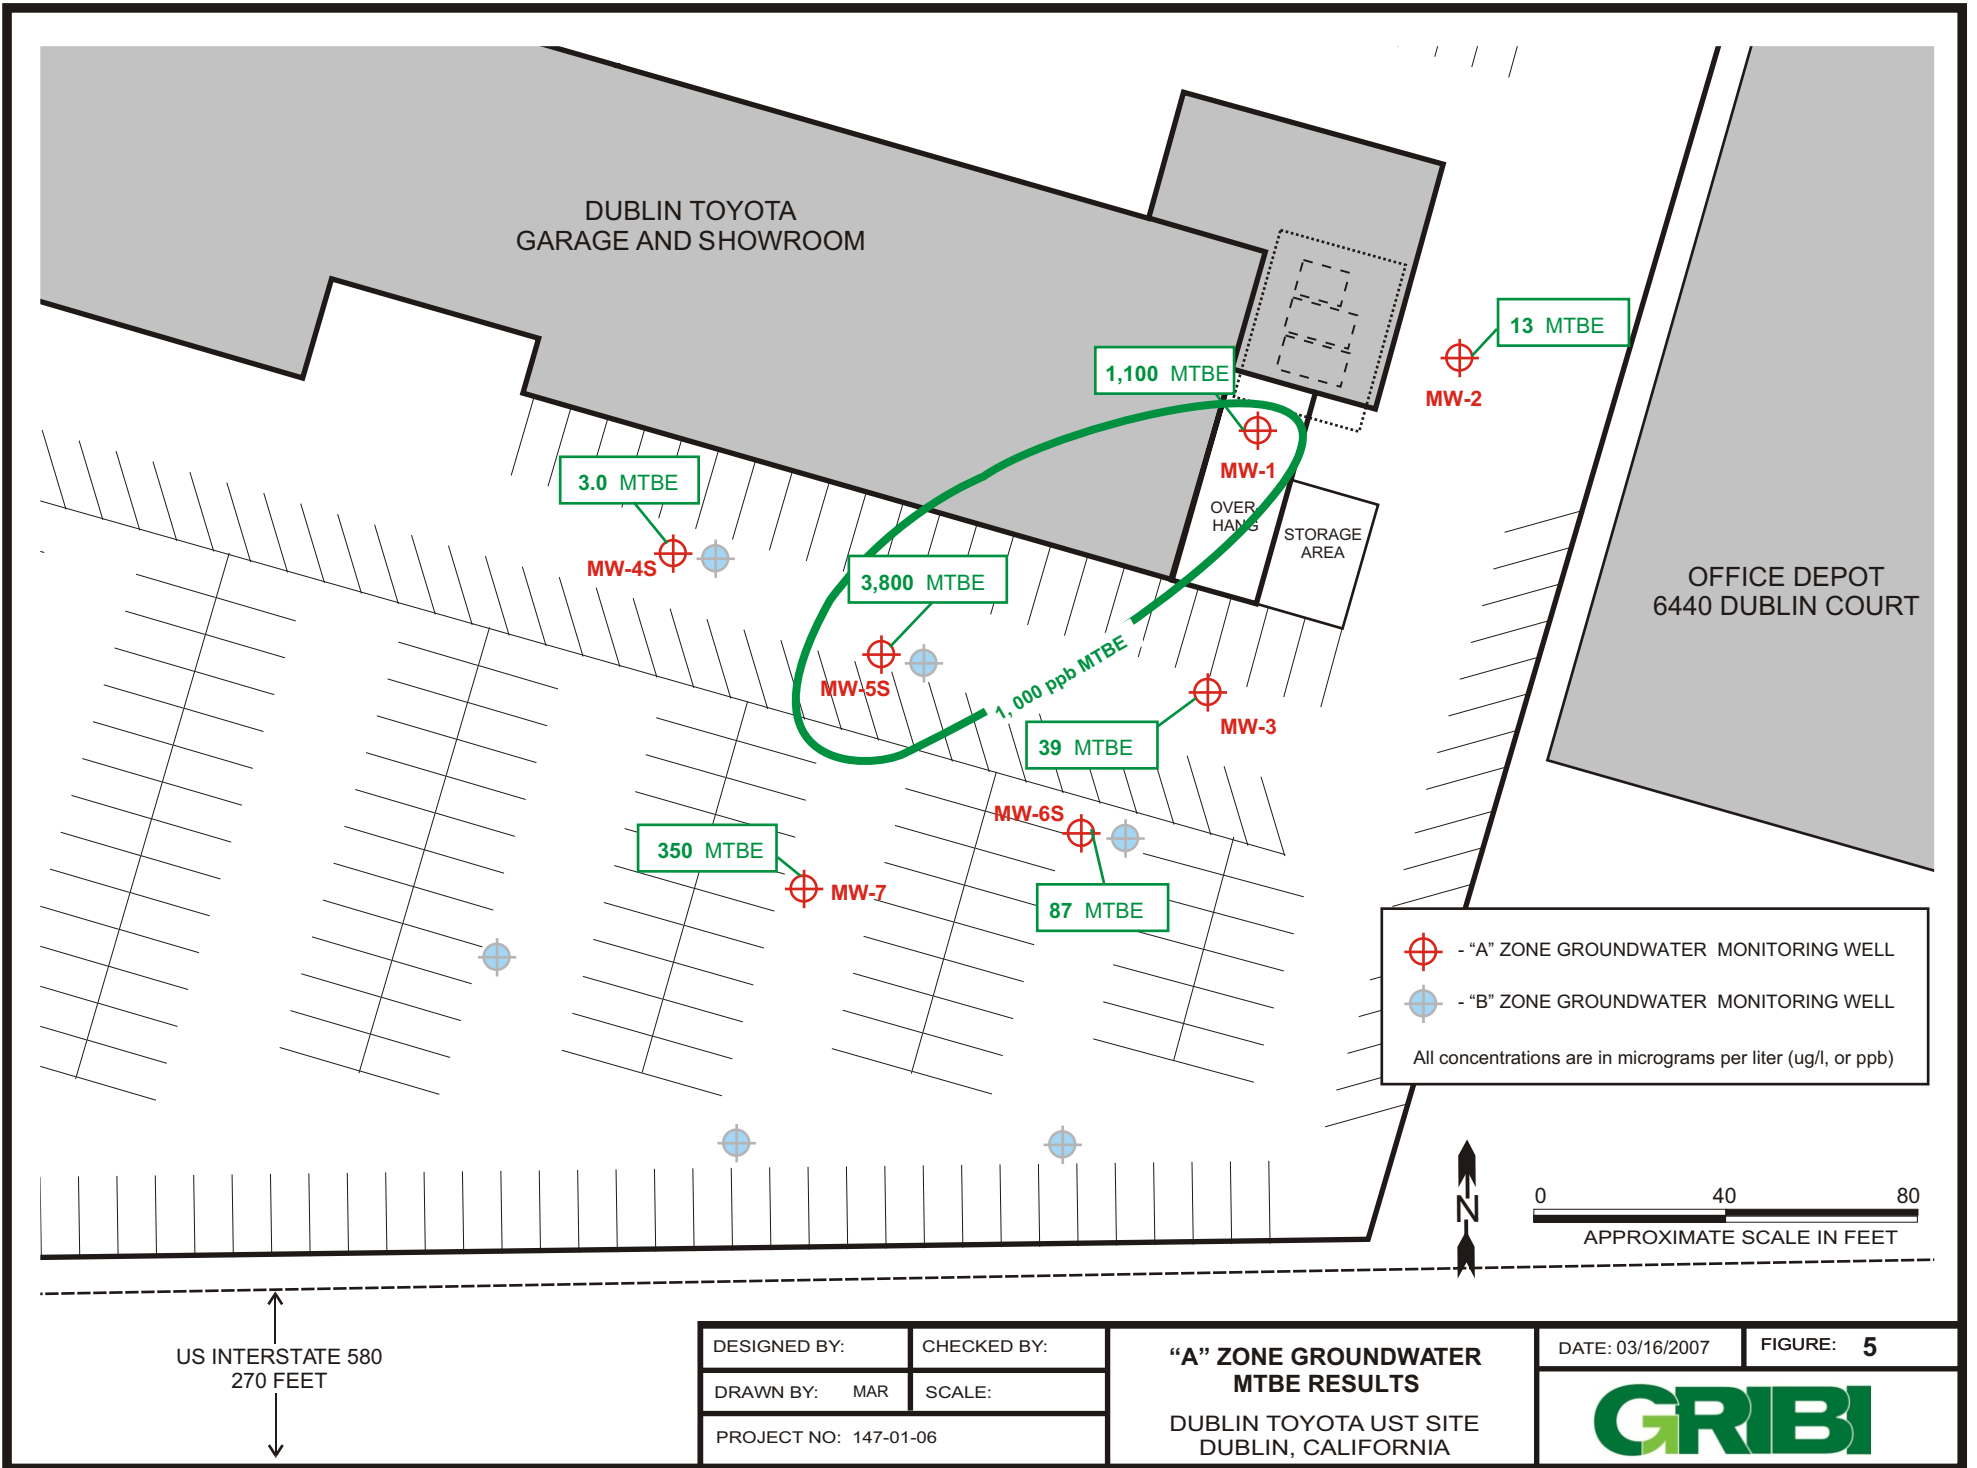 DUBLIN TOYOTA
GARAGE AND SHOWROOM
13 MTBE
MW-2
1,100 MTBE
MW-1
3.0 MTBE
MW-4S
OVER-
HANG
STORAGE
AREA
3,800 MTBE
MW-5S
OFFICE DEPOT
6440 DUBLIN COURT
1, 000 ppb MTBE
MW-3
39 MTBE
MW-6S
350 MTBE
MW-7
87 MTBE
- “A” ZONE GROUNDWATER MONITORING WELL
- “B” ZONE GROUNDWATER MONITORING WELL
All concentrations are in micrograms per liter (ug/l, or ppb)
N
0 40 80
APPROXIMATE SCALE IN FEET
US INTERSTATE 580
270 FEET
DESIGNED BY:
CHECKED BY:
DRAWN BY: MAR
SCALE:
PROJECT NO: 147-01-06
“A” ZONE GROUNDWATER
MTBE RESULTS
DUBLIN TOYOTA UST SITE
DUBLIN, CALIFORNIA
DATE: 03/16/2007
FIGURE: 5
GRIBI